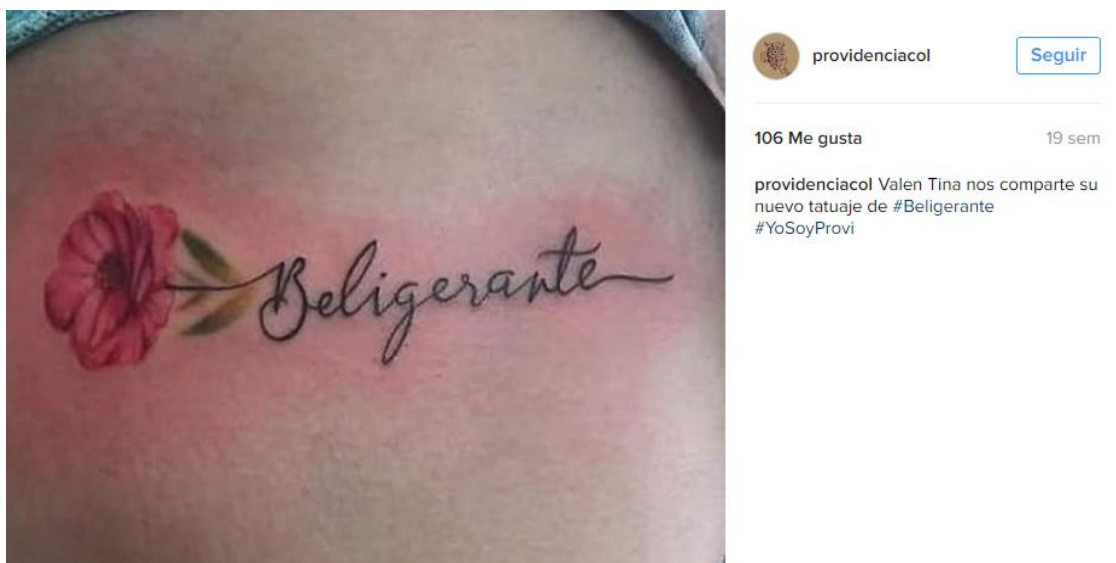 Beligerante
providenciacol
Seguir
106 Me gusta
19 sem
providenciacol Valen Tina nos comparte su
nuevo tatuaje de #Beligerante
#YoSoyProvi